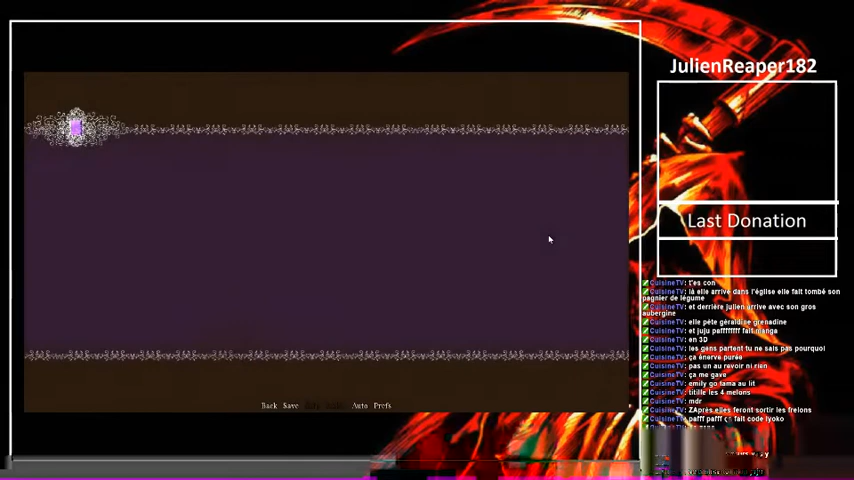 JulienReaper182
Last Donation
CuisineTV: t'es con
CuisineTV: là elle arrive dans l'église elle fait tombé son
pagnier de légume
CuisineTV: et derrière julien arrive avec son gros
aubergine
CuisineTV: elle pète géraldine grenadine
CuisineTV: et juju paffffffff fait manga
CuisineTV: en 3D
CuisineTV: les gens partent tu ne sais pas pourquoi
CuisineTV: ça énerve purée
CuisineTV: pas un au revoir ni rien
CuisineTV: ça me gave
CuisineTV: emily go fama au lit
CuisineTV: titille les 4 melons
CuisineTV: mdr
CuisineTV: ZAprès elles feront sortir les frelons
CuisineTV: pafff pafff ça fait code lyoko
Back Save Auto Prefs